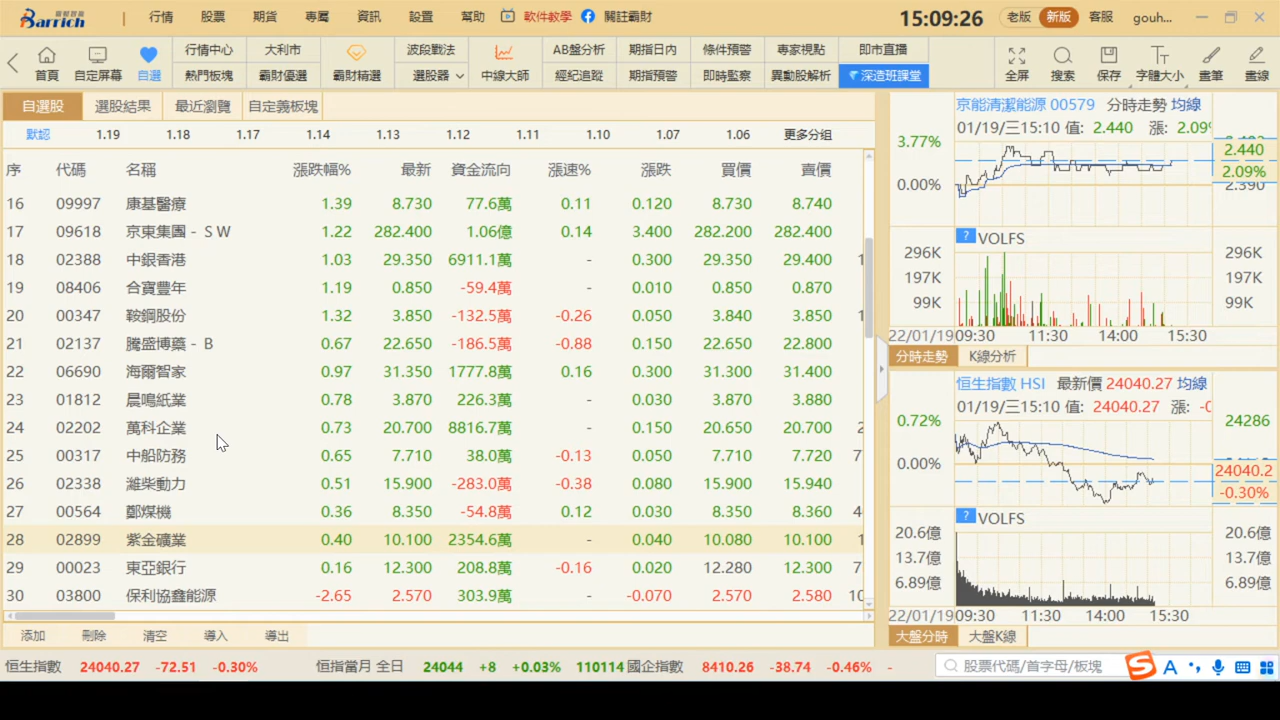 Barrich 行情 股票 期貨 專屬 資訊 設置 幫助 軟件教學 關註霸財 15:09:26 老版 新版 客服 gouh...
首頁 自定屏幕 自選 行情中心 大利市 霸財精選 波段戰法 中線大師 AB盤分析 期指日內 條件預警 專家視點 即市直播 全屏 搜索 保存 字體大小 畫筆 畫線
熱門板塊 霸財優選 選股器 經紀追蹤 期指預警 即時監察 異動股解析 深造班課堂
自選股 選股結果 最近瀏覽 自定義板塊
默認 1.19 1.18 1.17 1.14 1.13 1.12 1.11 1.10 1.07 1.06 更多分組
序 代碼 名稱 漲跌幅% 最新 資金流向 漲速% 漲跌 買價 賣價
16 09997 康基醫療 1.39 8.730 77.6萬 0.11 0.120 8.730 8.740
17 09618 京東集團－ＳＷ 1.22 282.400 1.06億 0.14 3.400 282.200 282.400
18 02388 中銀香港 1.03 29.350 6911.1萬 - 0.300 29.350 29.400 1
19 08406 合寶豐年 1.19 0.850 -59.4萬 - 0.010 0.850 0.870
20 00347 鞍鋼股份 1.32 3.850 -132.5萬 -0.26 0.050 3.840 3.850 1
21 02137 騰盛博藥－B 0.67 22.650 -186.5萬 -0.88 0.150 22.650 22.800
22 06690 海爾智家 0.97 31.350 1777.8萬 0.16 0.300 31.300 31.400
23 01812 晨鳴紙業 0.78 3.870 226.3萬 - 0.030 3.870 3.880
24 02202 萬科企業 0.73 20.700 8816.7萬 - 0.150 20.650 20.700 2
25 00317 中船防務 0.65 7.710 38.0萬 -0.13 0.050 7.710 7.720 7
26 02338 濰柴動力 0.51 15.900 -283.0萬 -0.38 0.080 15.900 15.940
27 00564 鄭煤機 0.36 8.350 -54.8萬 0.12 0.030 8.350 8.360 4
28 02899 紫金礦業 0.40 10.100 2354.6萬 - 0.040 10.080 10.100 1
29 00023 東亞銀行 0.16 12.300 208.8萬 -0.16 0.020 12.280 12.300 7
30 03800 保利協鑫能源 -2.65 2.570 303.9萬 - -0.070 2.570 2.580 10
添加 刪除 清空 導入 導出
京能清潔能源 00579 分時走勢 均線
01/19/三15:10 值: 2.440 漲: 2.09
3.77% 2.440
2.09%
0.00% 2.390
? VOLFS
296K 296K
197K 197K
99K 99K
22/01/19 09:30 11:30 14:00 15:30
分時走勢 K線分析
恒生指數 HSI 最新價 24040.27 均線
01/19/三15:10 值: 24040.27 漲: -0
0.72% 24286
0.00% 24040.2
-0.30%
? VOLFS
20.6億 20.6億
13.7億 13.7億
6.89億 6.89億
22/01/19 09:30 11:30 14:00 15:30
大盤分時 大盤K線
恒生指數 24040.27 -72.51 -0.30% 恒指當月 全日 24044 +8 +0.03% 110114 國企指數 8410.26 -38.74 -0.46% - 股票代碼/首字母/板塊 S A